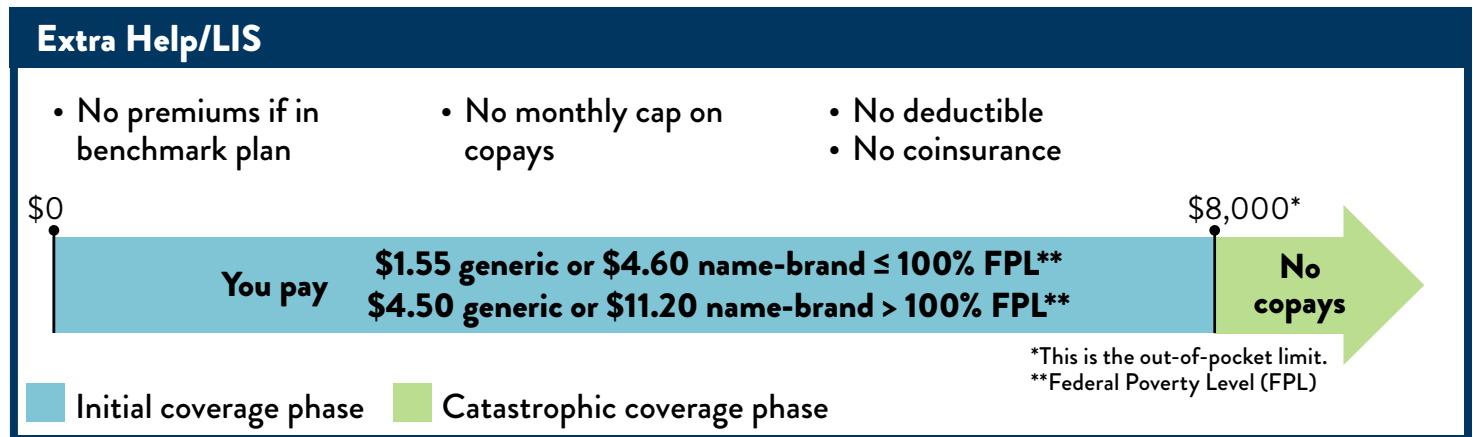 Extra Help/LIS
• No premiums if in
benchmark plan
• No monthly cap on
copays
• No deductible
• No coinsurance
$0
$8,000*
You pay
$1.55 generic or $4.60 name-brand ≤ 100% FPL**
$4.50 generic or $11.20 name-brand > 100% FPL**
No
copays
*This is the out-of-pocket limit.
**Federal Poverty Level (FPL)
Initial coverage phase
Catastrophic coverage phase